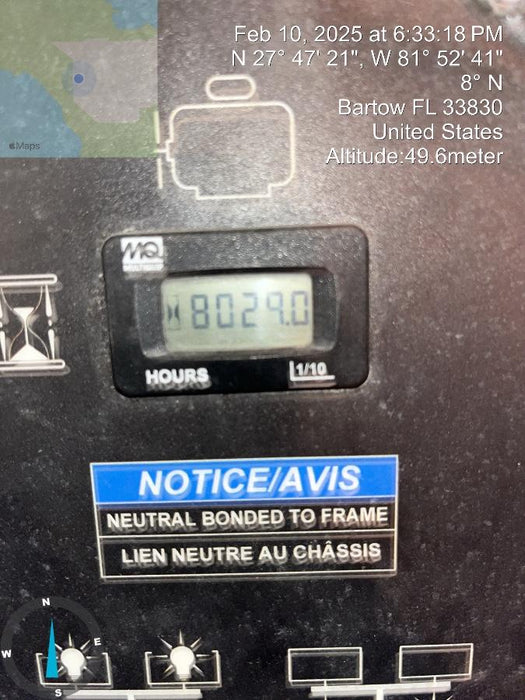 Feb 10, 2025 at 6:33:18 PM
N 27° 47' 21", W 81° 52' 41"
8° N
Bartow FL 33830
United States
Altitude:49.6meter
Maps
MQ
8029.0
HOURS 1/10
NOTICE/AVIS
NEUTRAL BONDED TO FRAME
LIEN NEUTRE AU CHÂSSIS
N
W E
S